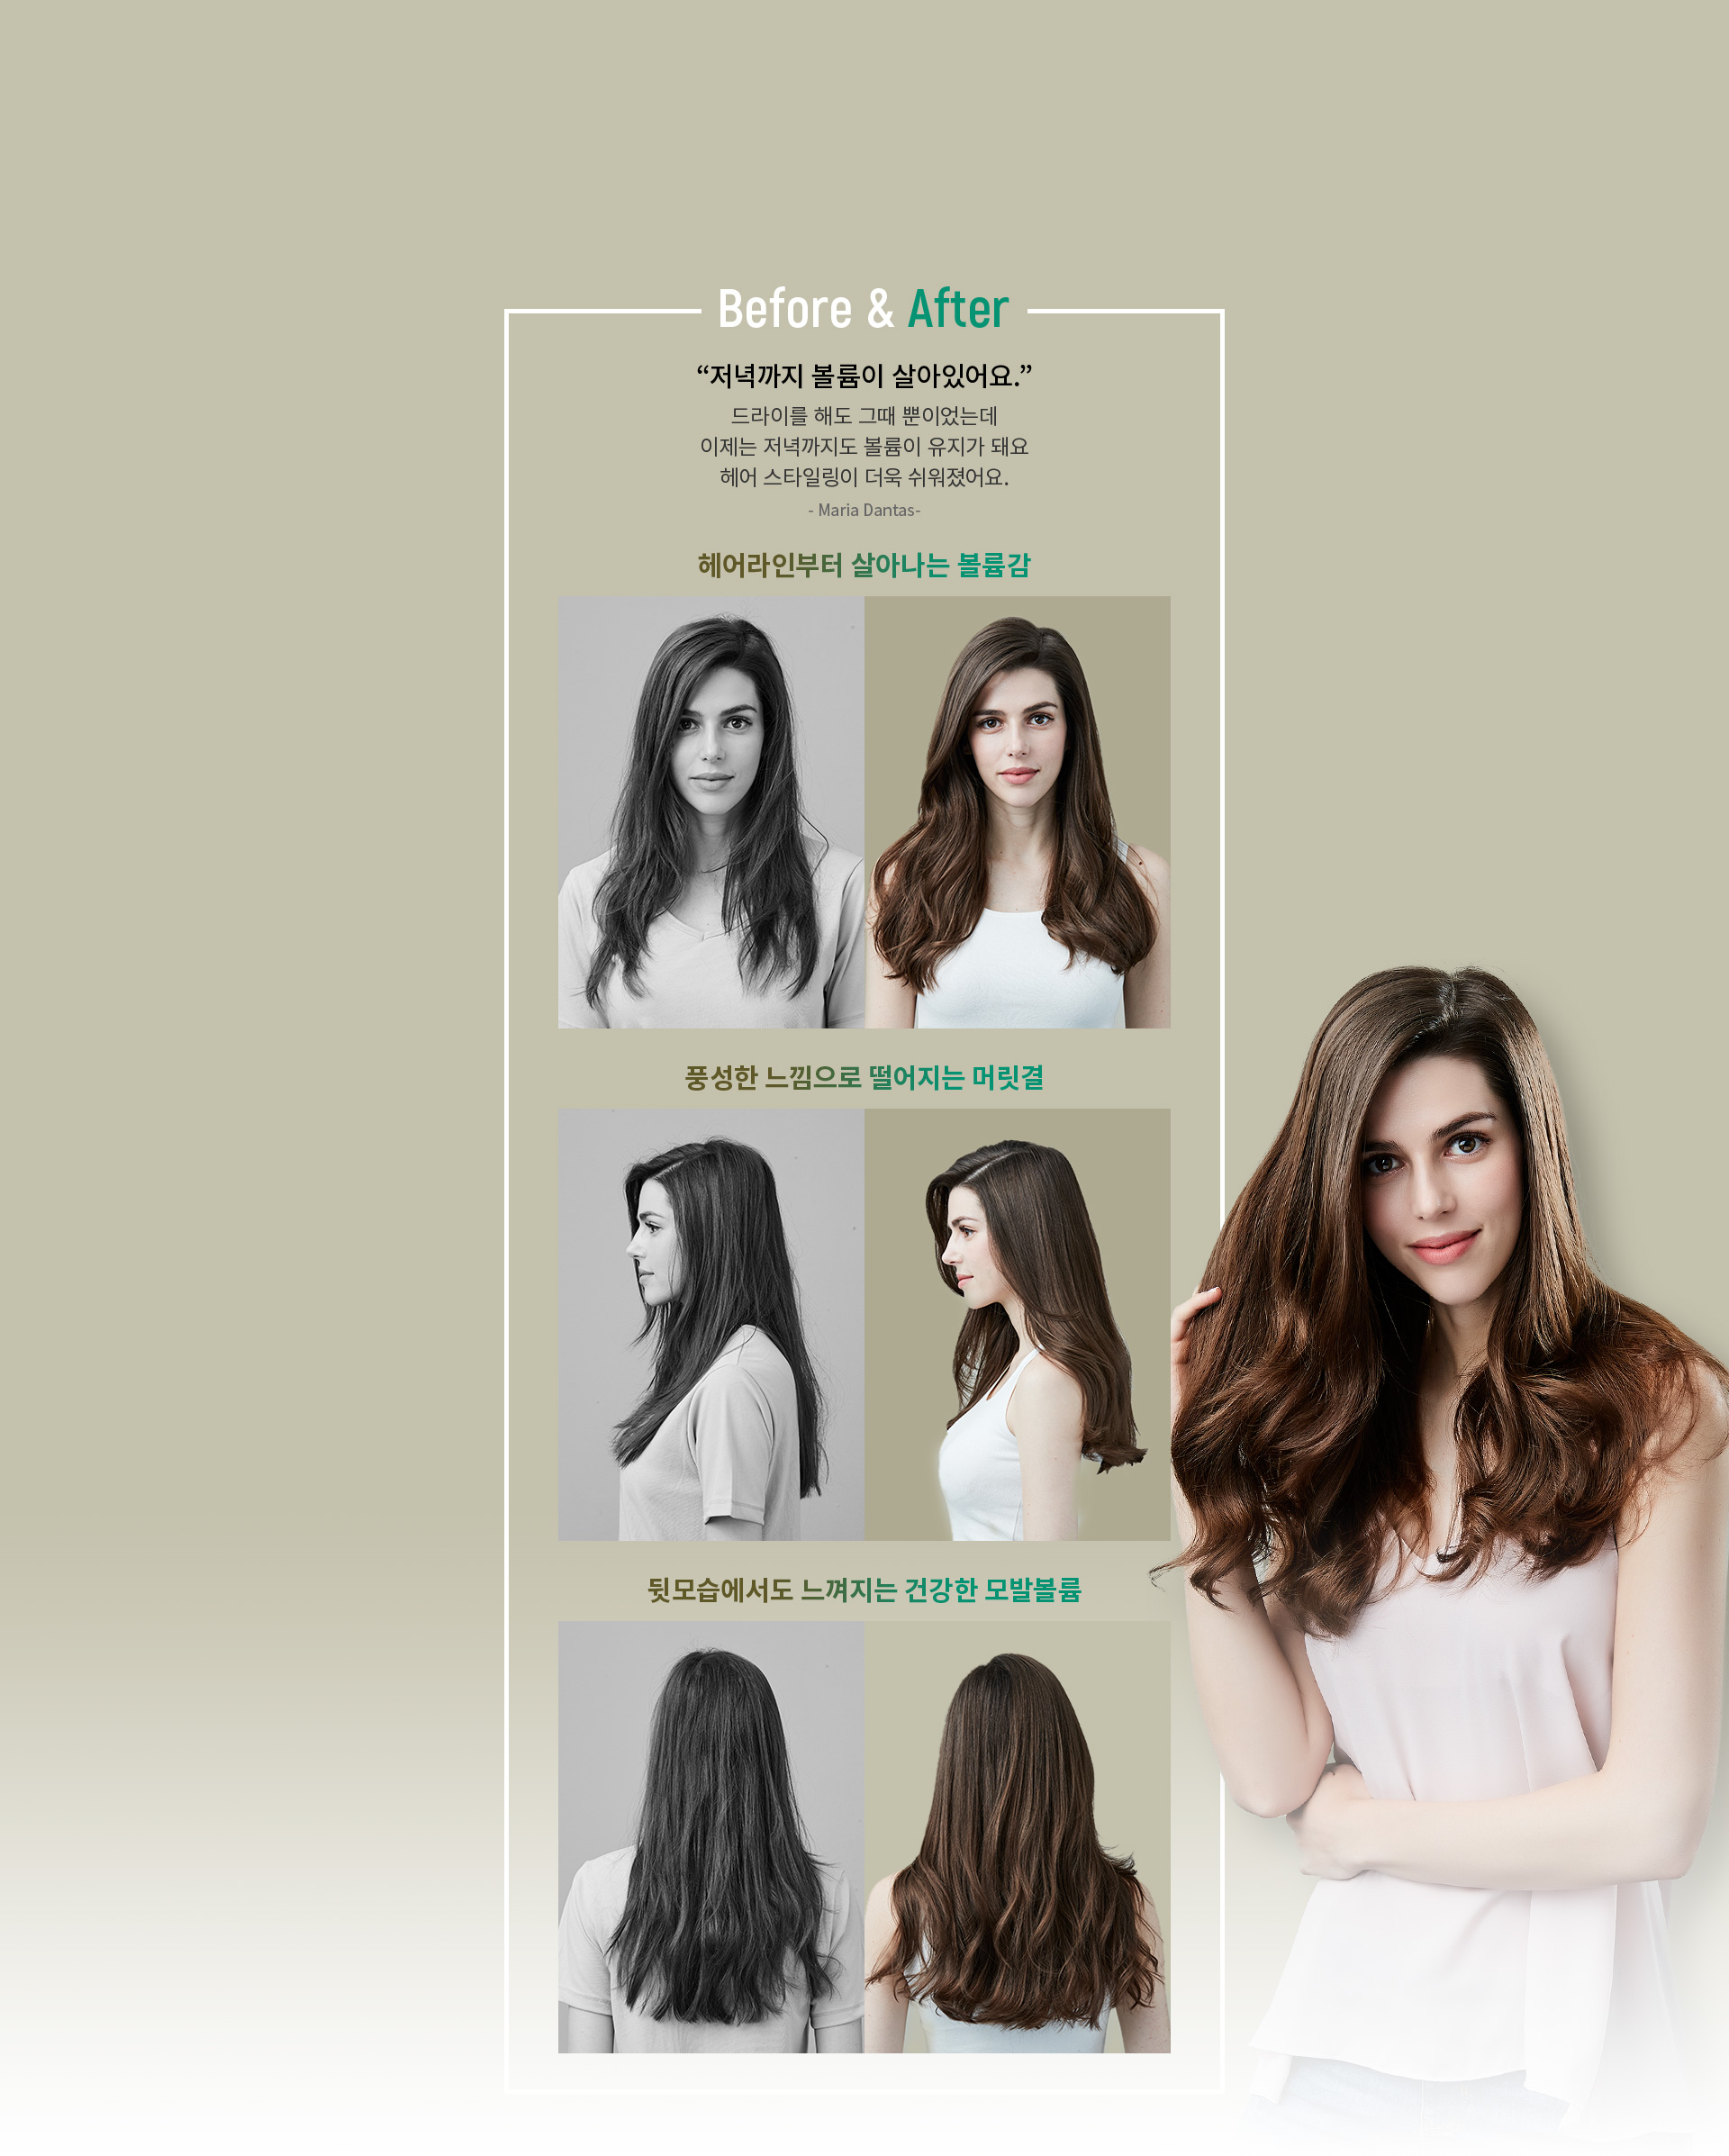 Before & After
“저녁까지 볼륨이 살아있어요.”
드라이를 해도 그때 뿐이었는데
이제는 저녁까지도 볼륨이 유지가 돼요
헤어 스타일링이 더욱 쉬워졌어요.
- Maria Dantas-
헤어라인부터 살아나는 볼륨감
풍성한 느낌으로 떨어지는 머릿결
뒷모습에서도 느껴지는 건강한 모발볼륨